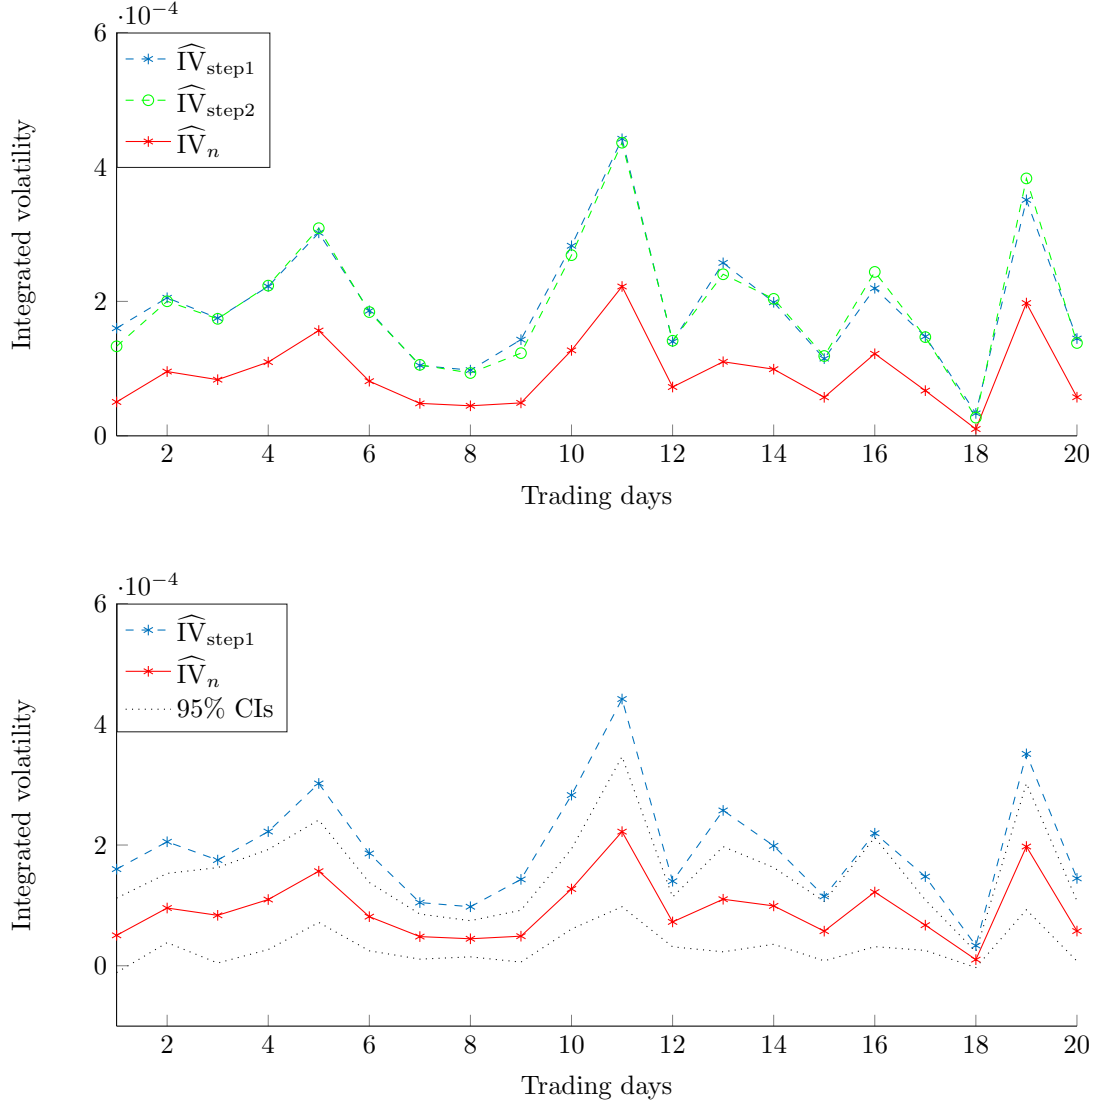 ·10⁻⁴
6
4
2
0
Integrated volatility
ÎV_step1
ÎV_step2
ÎV_n
2 4 6 8 10 12 14 16 18 20
Trading days
·10⁻⁴
6
4
2
0
Integrated volatility
ÎV_step1
ÎV_n
95% CIs
2 4 6 8 10 12 14 16 18 20
Trading days